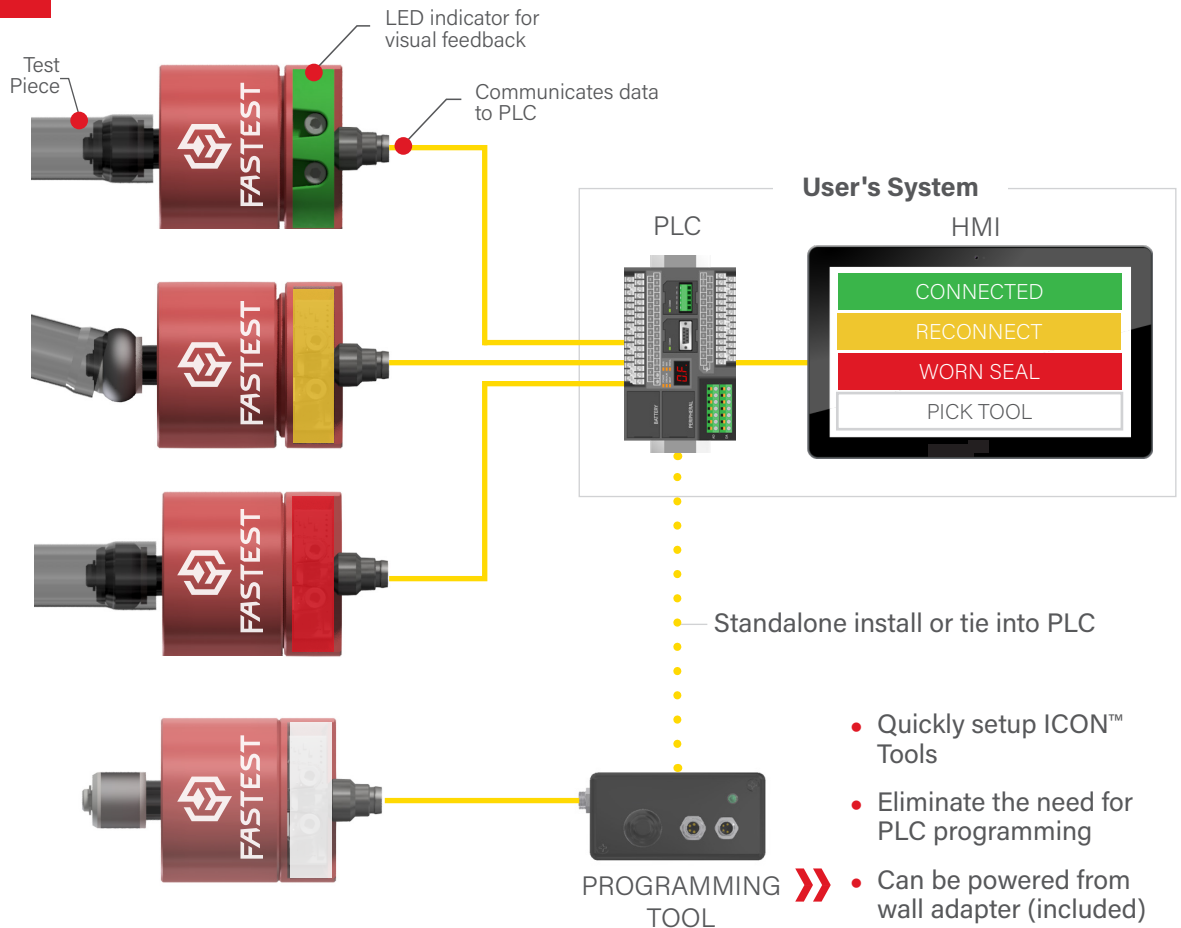 LED indicator for
visual feedback
Test
Piece
Communicates data
to PLC
FASTEST
User's System
PLC
HMI
CONNECTED
RECONNECT
WORN SEAL
PICK TOOL
BATTERY
PERIPHERAL
FASTEST
FASTEST
Standalone install or tie into PLC
FASTEST
PROGRAMMING
TOOL
• Quickly setup ICON™
Tools
• Eliminate the need for
PLC programming
• Can be powered from
wall adapter (included)